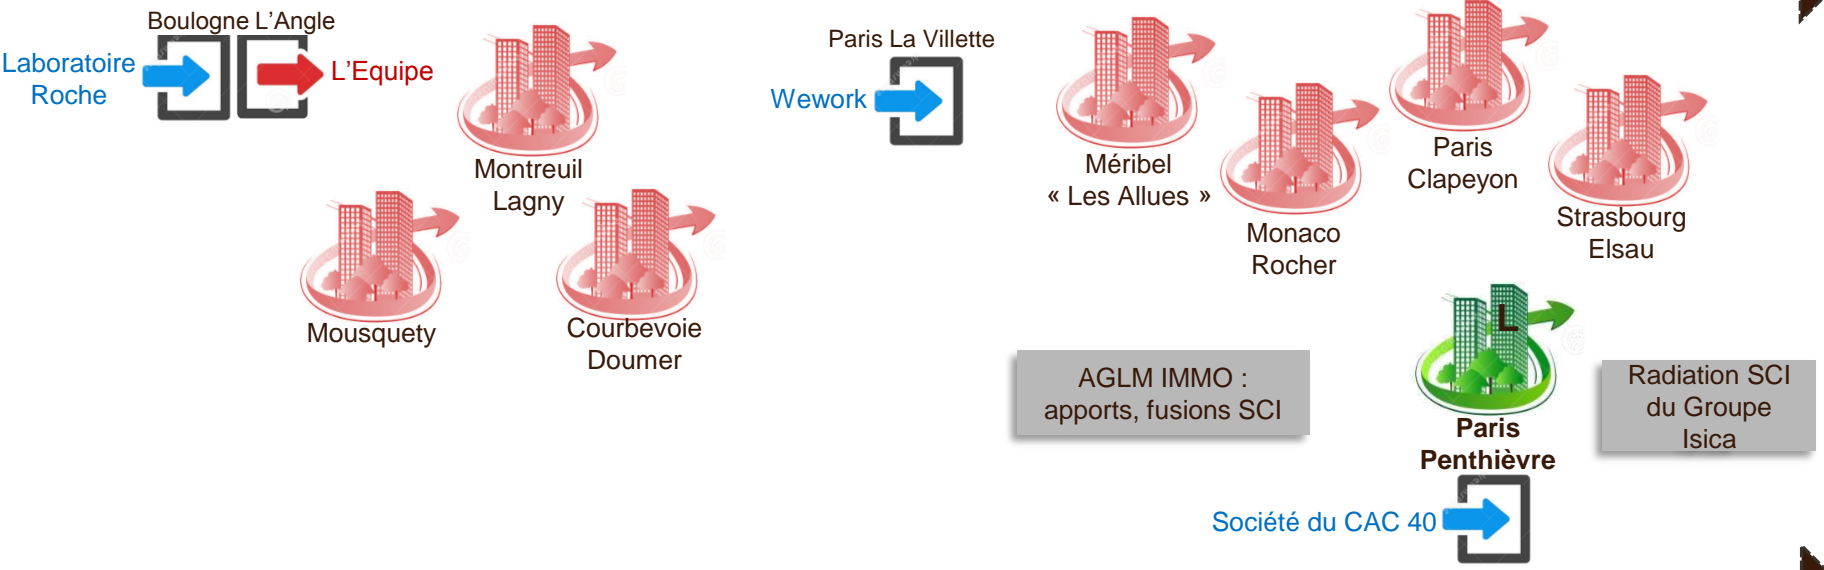 Boulogne L’Angle
Laboratoire
Roche
L’Equipe
Montreuil
Lagny
Mousquety
Courbevoie
Doumer
Paris La Villette
Wework
Méribel
« Les Allues »
Monaco
Rocher
Paris
Clapeyon
Strasbourg
Elsau
AGLM IMMO :
apports, fusions SCI
L
Paris
Penthièvre
Société du CAC 40
Radiation SCI
du Groupe
Isica